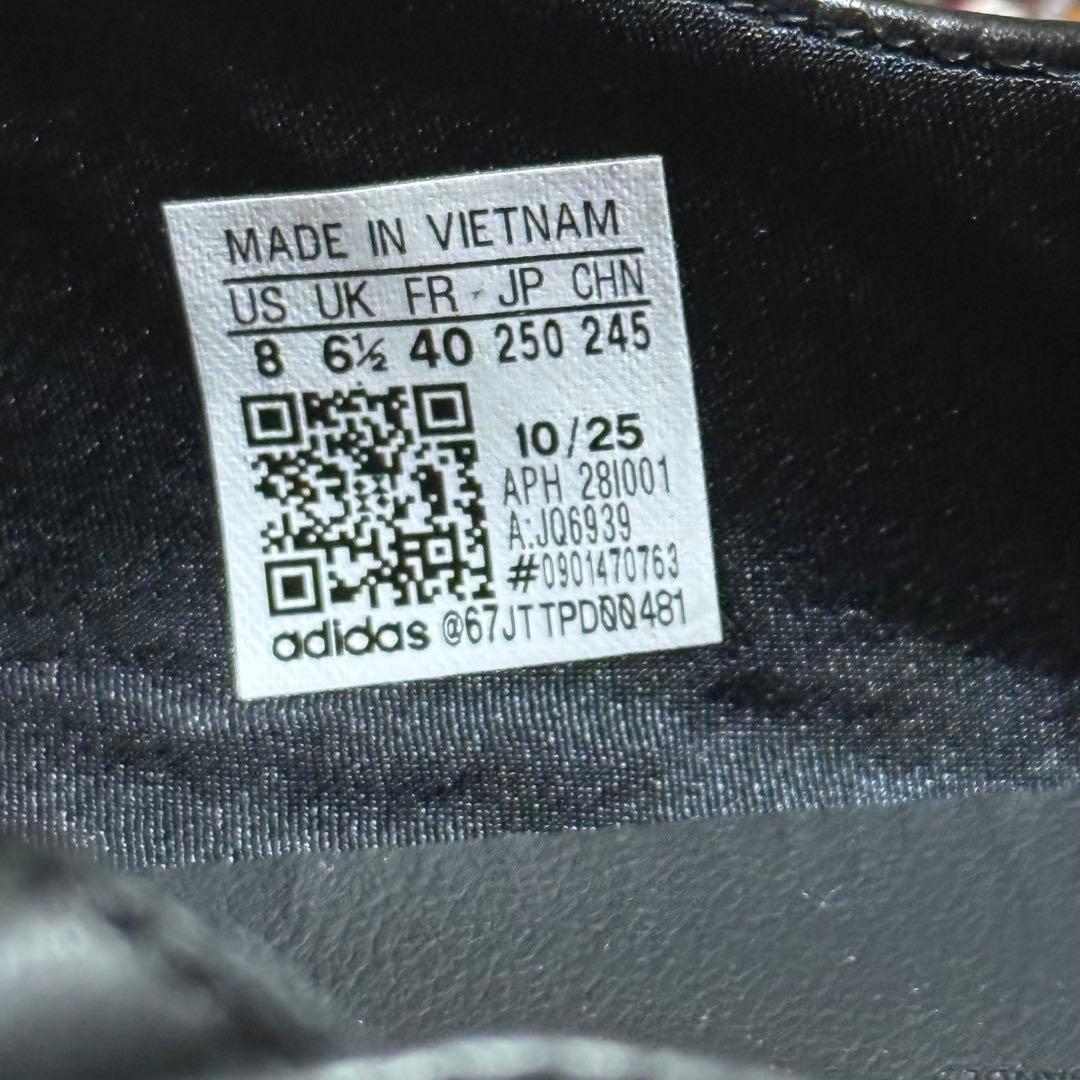 MADE IN VIETNAM
US UK FR JP CHN
8 6½ 40 250 245
10/25
APH 28I001
A:JQ6939
#0901470763
adidas @67JTTPD00481